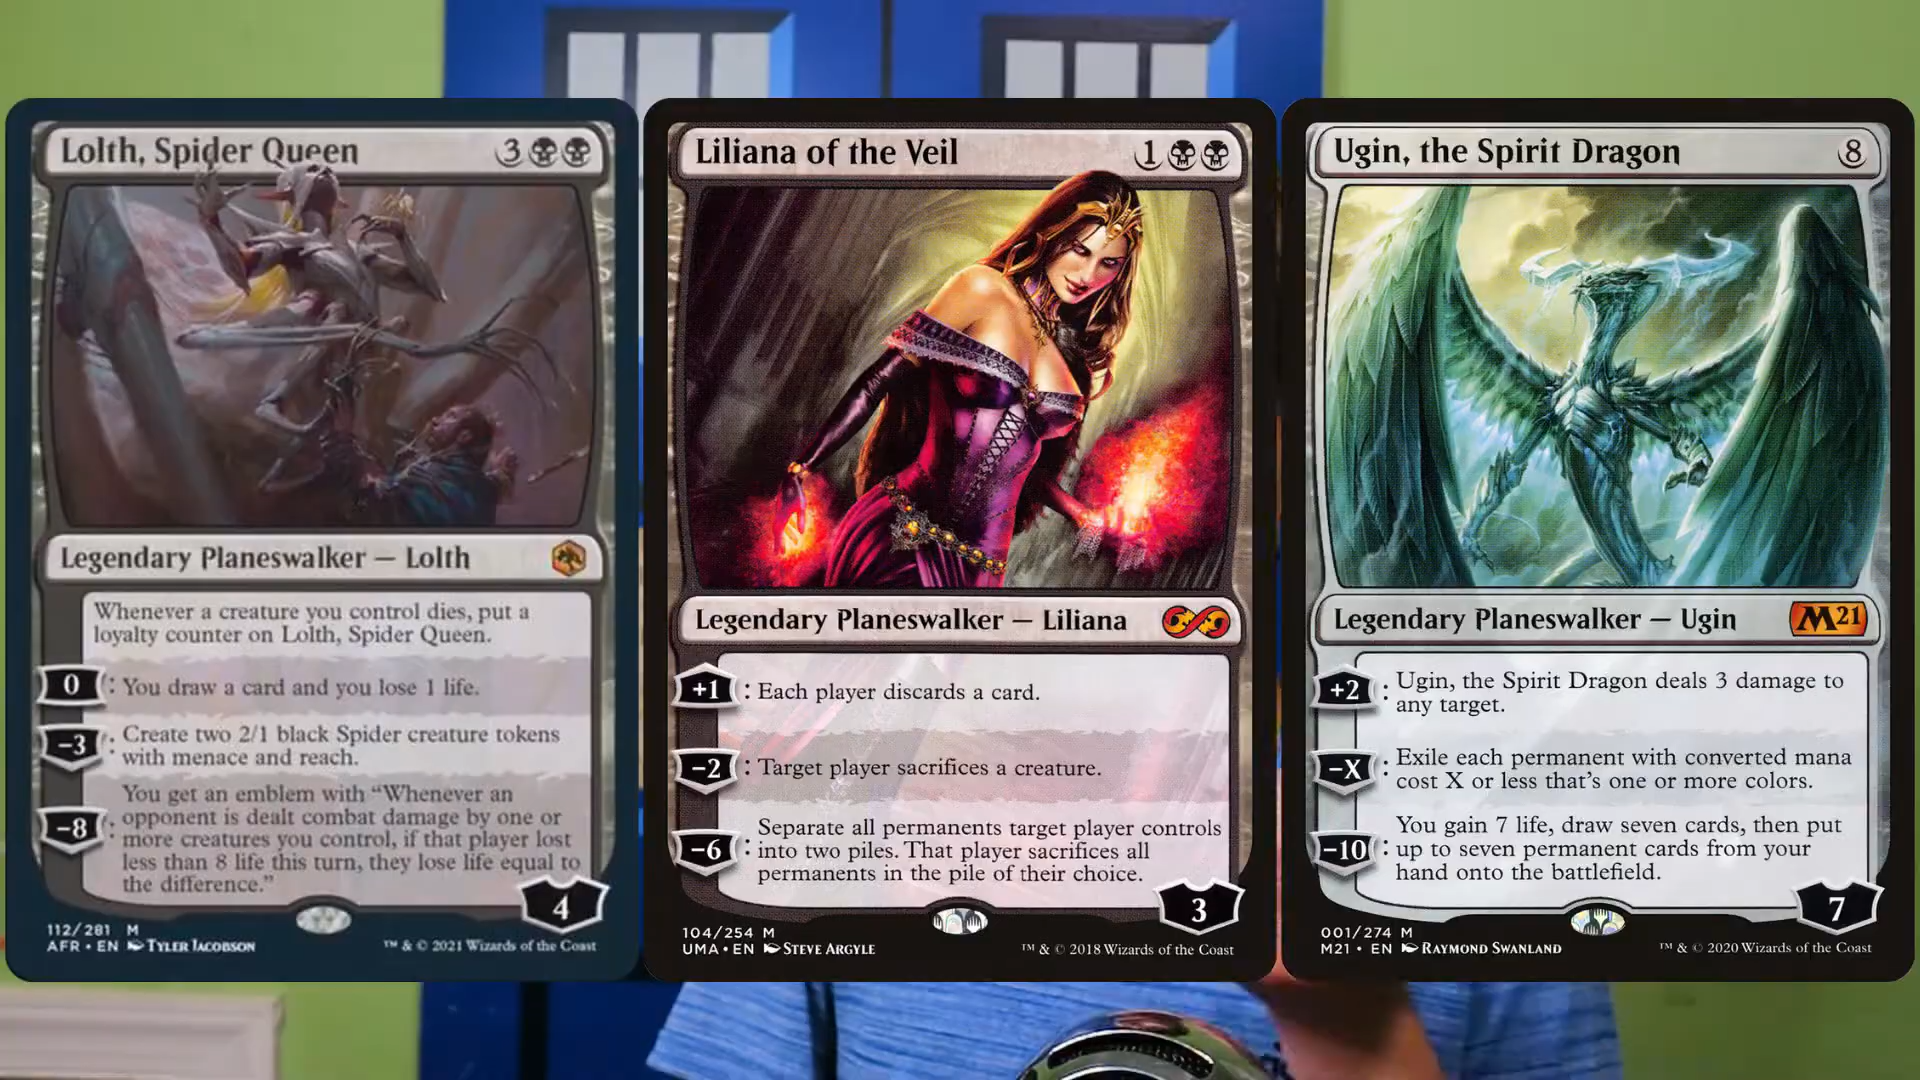 Lolth, Spider Queen 3
Whenever a creature you control dies, put a
loyalty counter on Lolth, Spider Queen.
Legendary Planeswalker — Lolth
0 : You draw a card and you lose 1 life.
−3 : Create two 2/1 black Spider creature tokens
with menace and reach.
−8 : You get an emblem with “Whenever an
opponent is dealt combat damage by one or
more creatures you control, if that player lost
less than 8 life this turn, they lose life equal to
the difference.”
4
112/281 M
AFR • EN TYLER JACOBSON ™ & © 2021 Wizards of the Coast
Liliana of the Veil 1
Legendary Planeswalker — Liliana
+1 : Each player discards a card.
−2 : Target player sacrifices a creature.
−6 : Separate all permanents target player controls
into two piles. That player sacrifices all
permanents in the pile of their choice.
3
104/254 M
UMA • EN STEVE ARGYLE ™ & © 2018 Wizards of the Coast
Ugin, the Spirit Dragon 8
Legendary Planeswalker — Ugin M21
+2 : Ugin, the Spirit Dragon deals 3 damage to
any target.
−X : Exile each permanent with converted mana
cost X or less that’s one or more colors.
−10 : You gain 7 life, draw seven cards, then put
up to seven permanent cards from your
hand onto the battlefield.
7
001/274 M
M21 • EN RAYMOND SWANLAND ™ & © 2020 Wizards of the Coast